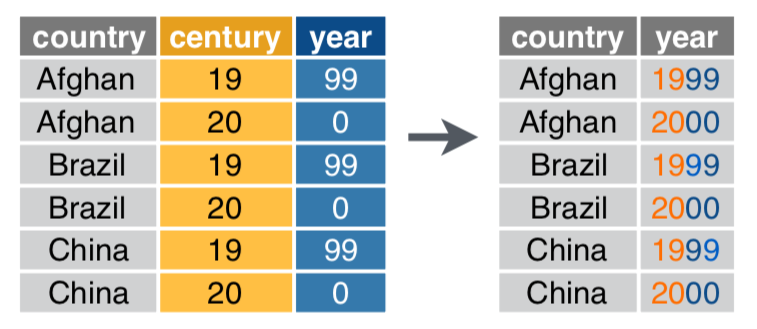 country century year country year
Afghan 19 99 Afghan 1999
Afghan 20 0 Afghan 2000
Brazil 19 99 Brazil 1999
Brazil 20 0 Brazil 2000
China 19 99 China 1999
China 20 0 China 2000